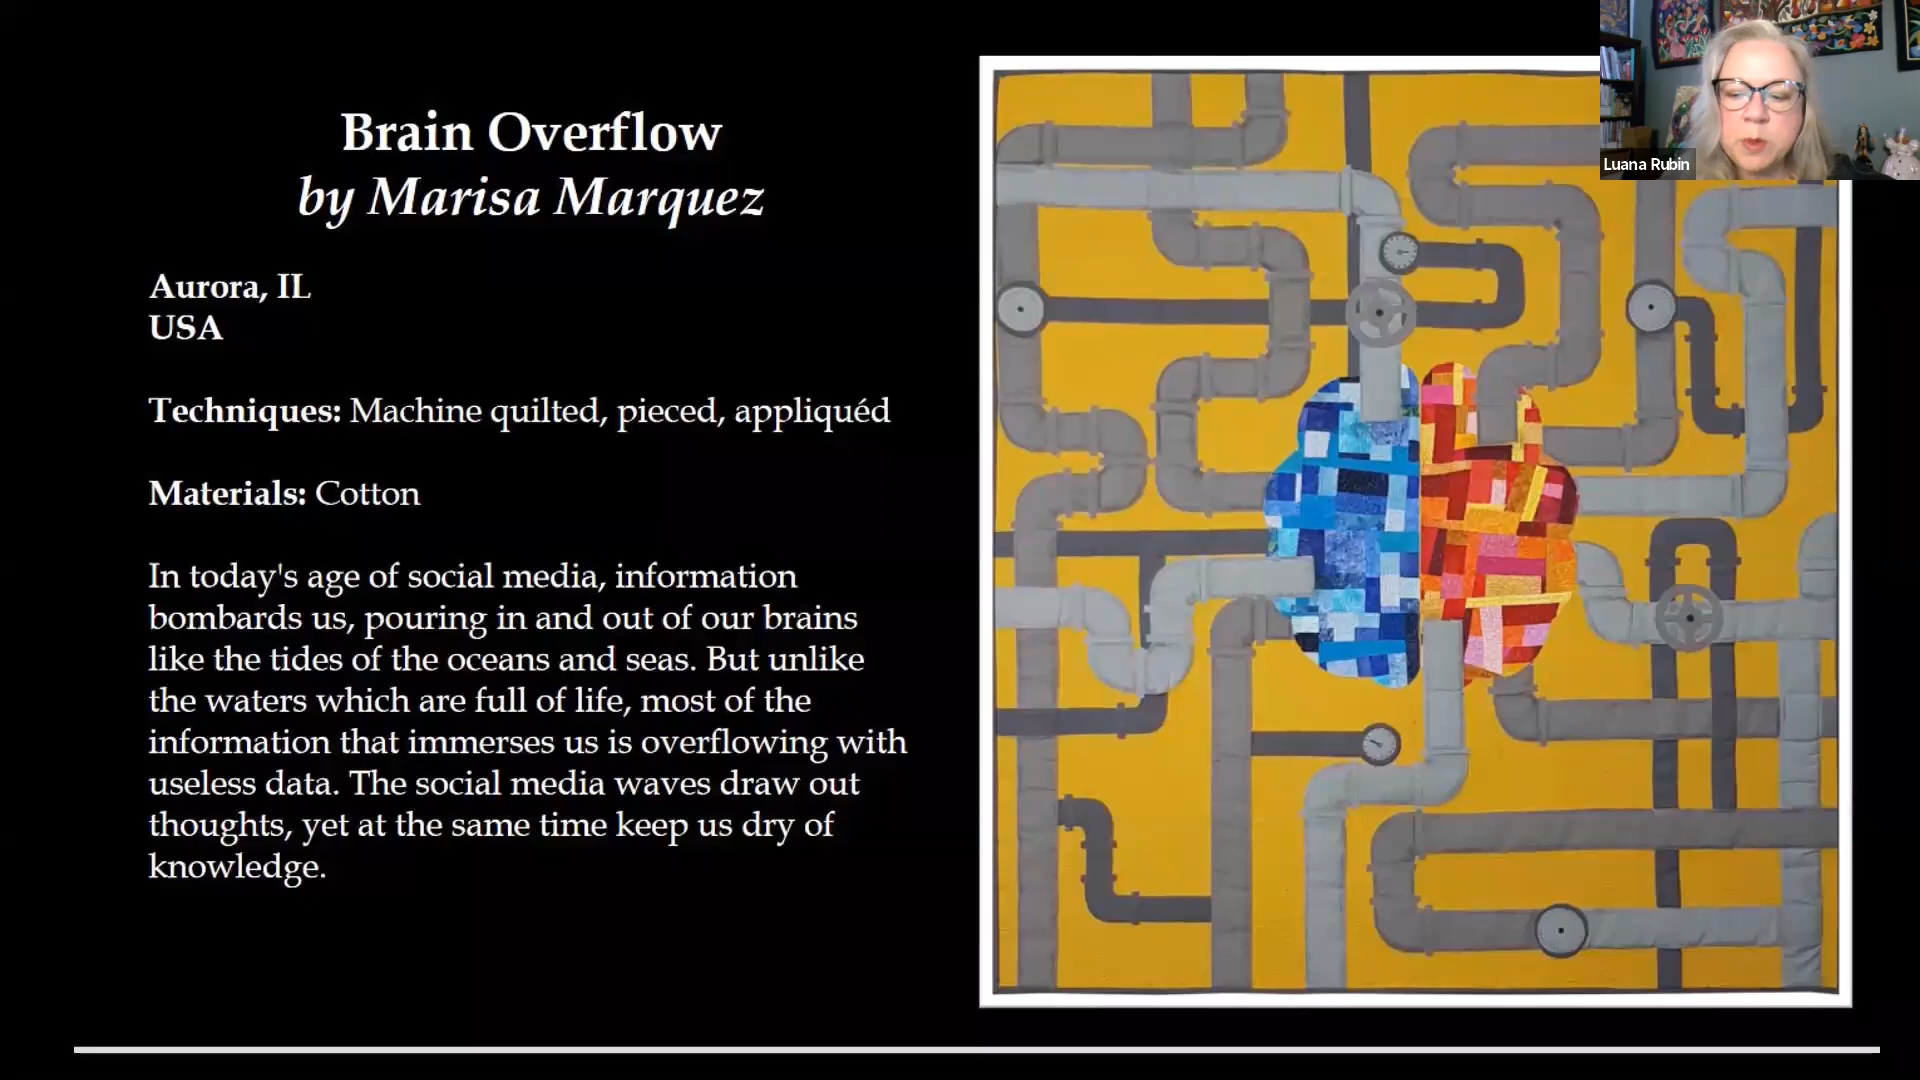 Brain Overflow
by Marisa Marquez
Aurora, IL
USA
Techniques: Machine quilted, pieced, appliquéd
Materials: Cotton
In today's age of social media, information
bombards us, pouring in and out of our brains
like the tides of the oceans and seas. But unlike
the waters which are full of life, most of the
information that immerses us is overflowing with
useless data. The social media waves draw out
thoughts, yet at the same time keep us dry of
knowledge.
Luana Rubin